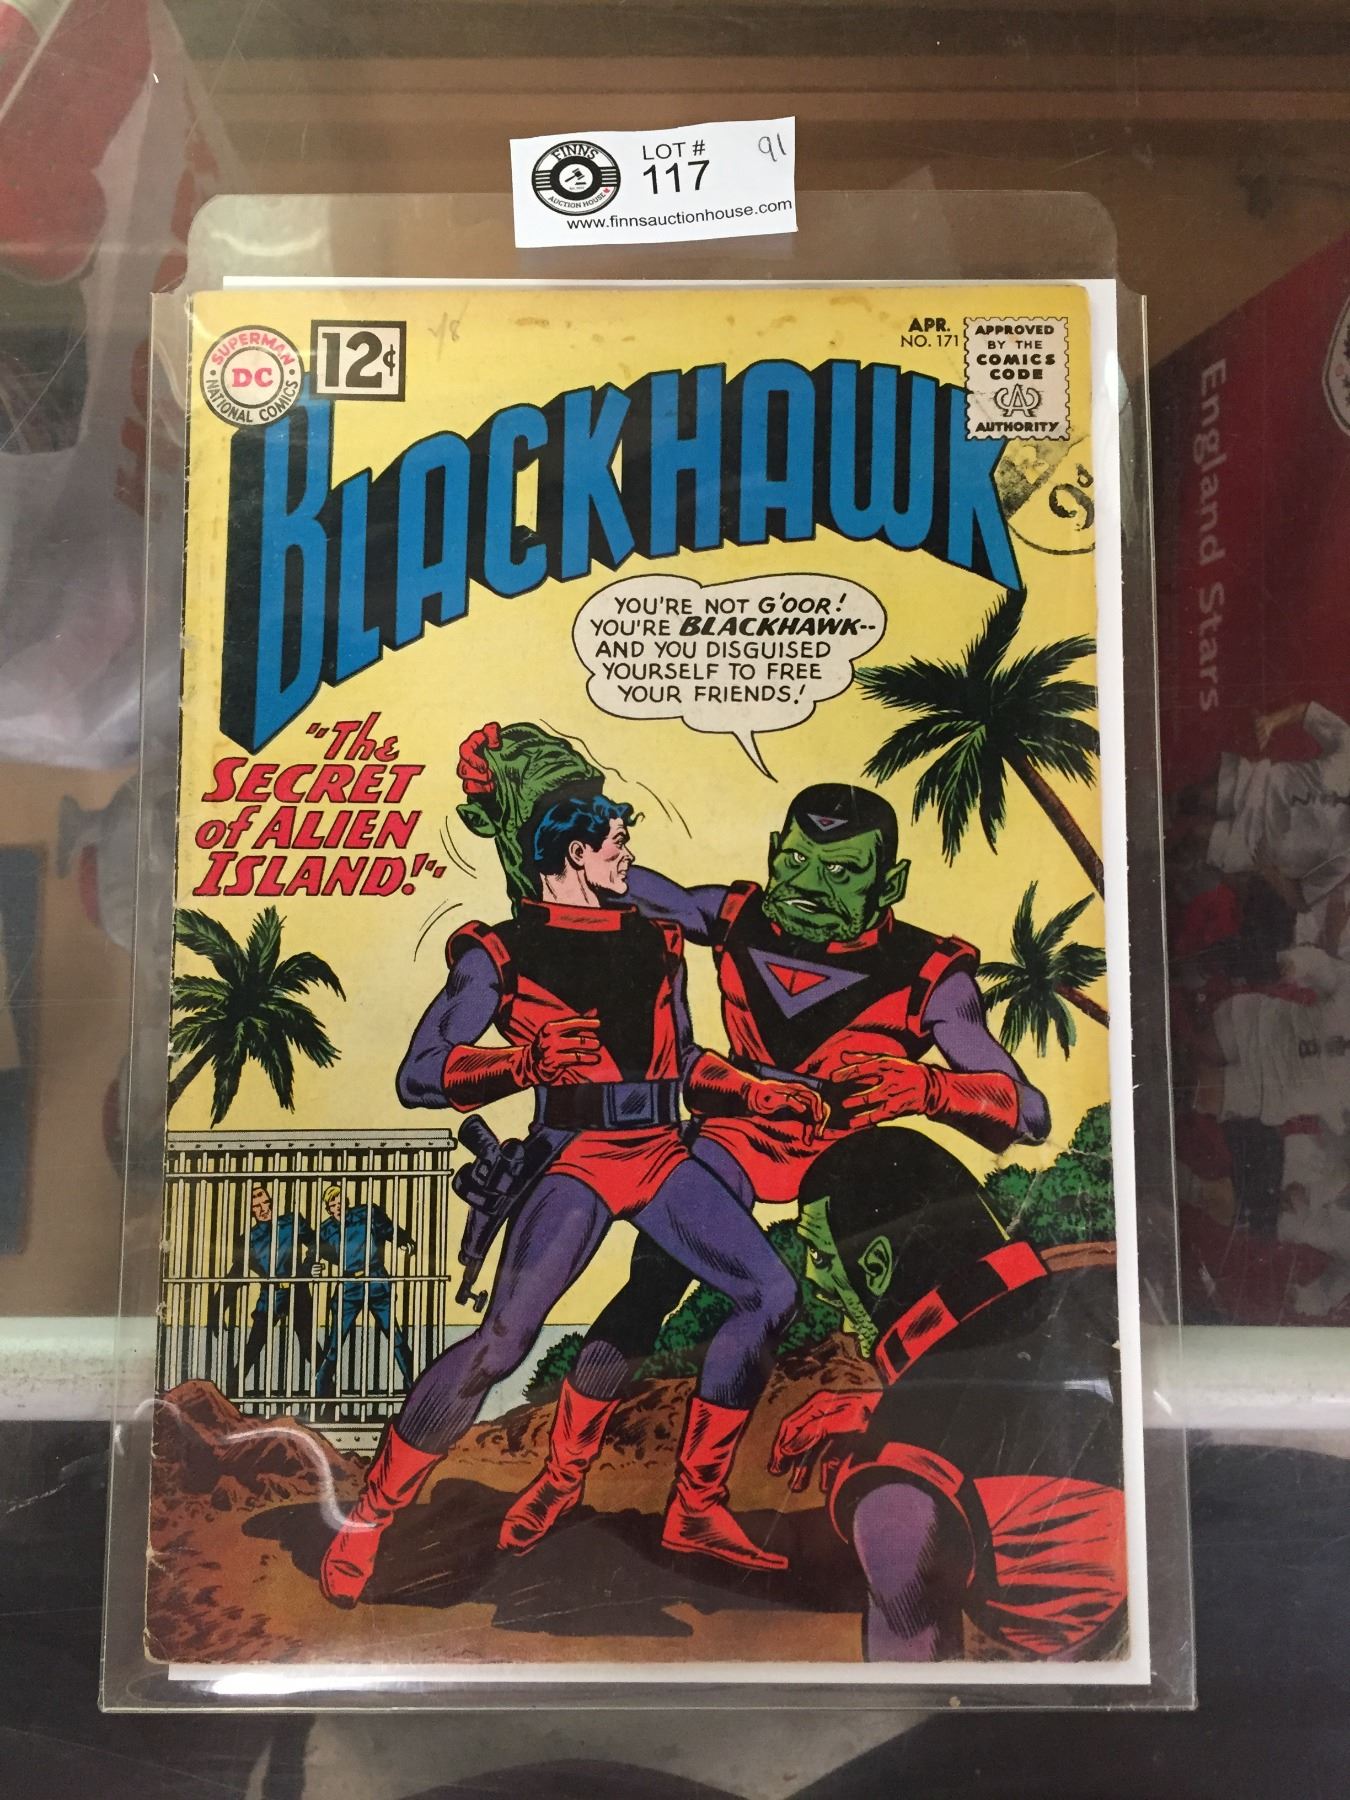 FINNS
AUCTION HOUSE
LOT #
117
91
www.finnsauctionhouse.com
SUPERMAN
DC
NATIONAL COMICS
12¢
APR.
NO. 171
APPROVED
BY THE
COMICS
CODE
CA
AUTHORITY
9d
BLACKHAWK
YOU'RE NOT G'OOR!
YOU'RE BLACKHAWK--
AND YOU DISGUISED
YOURSELF TO FREE
YOUR FRIENDS!
"The
SECRET
of ALIEN
ISLAND!"
England Stars